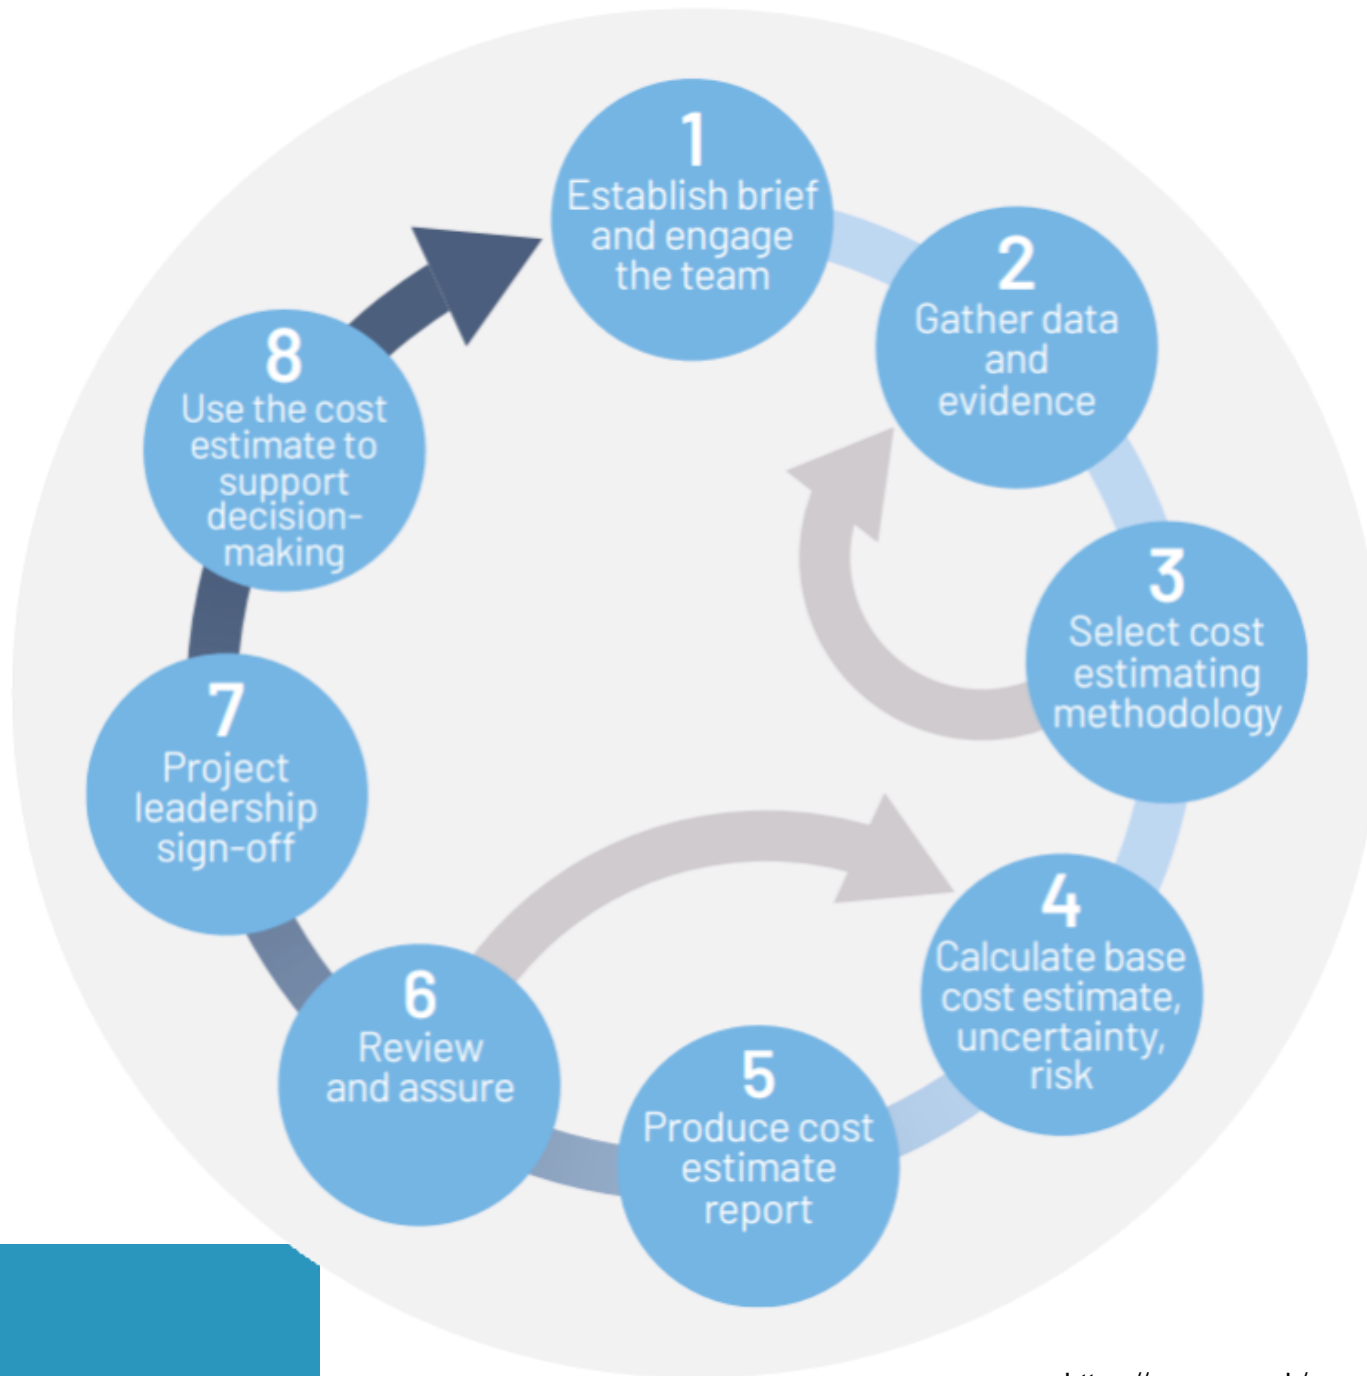 1
Establish brief
and engage
the team
2
Gather data
and
evidence
3
Select cost
estimating
methodology
4
Calculate base
cost estimate,
uncertainty,
risk
5
Produce cost
estimate
report
6
Review
and assure
7
Project
leadership
sign-off
8
Use the cost
estimate to
support
decision-
making